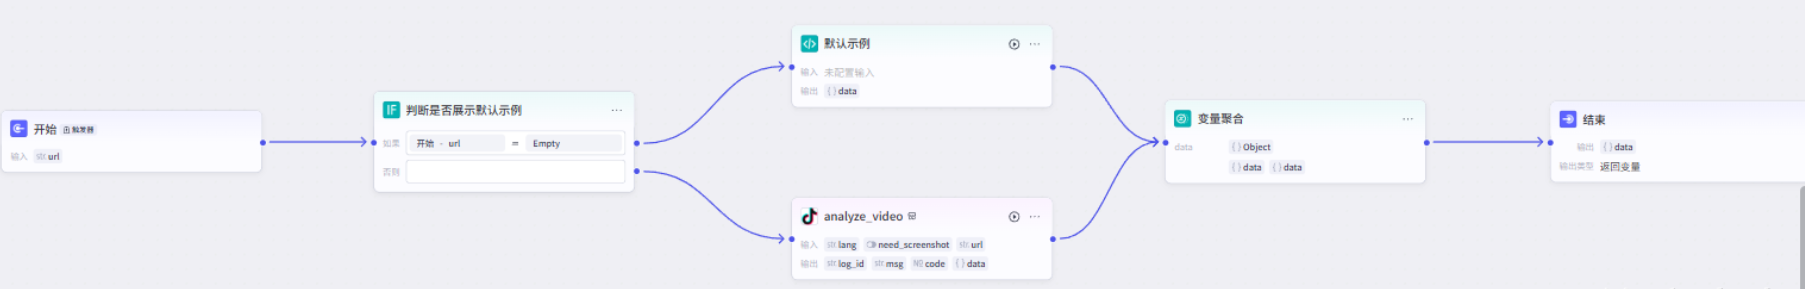 开始 触发器
输入 str. url
IF 判断是否展示默认示例 ...
如果 开始 - url = Empty
否则
默认示例 ...
输入 未配置输入
输出 {} data
analyze_video ...
输入 str. lang need_screenshot str. url
输出 str. log_id str. msg N2 code {} data
变量聚合 ...
data {} Object
{} data {} data
结束
输出 {} data
输出类型 返回变量